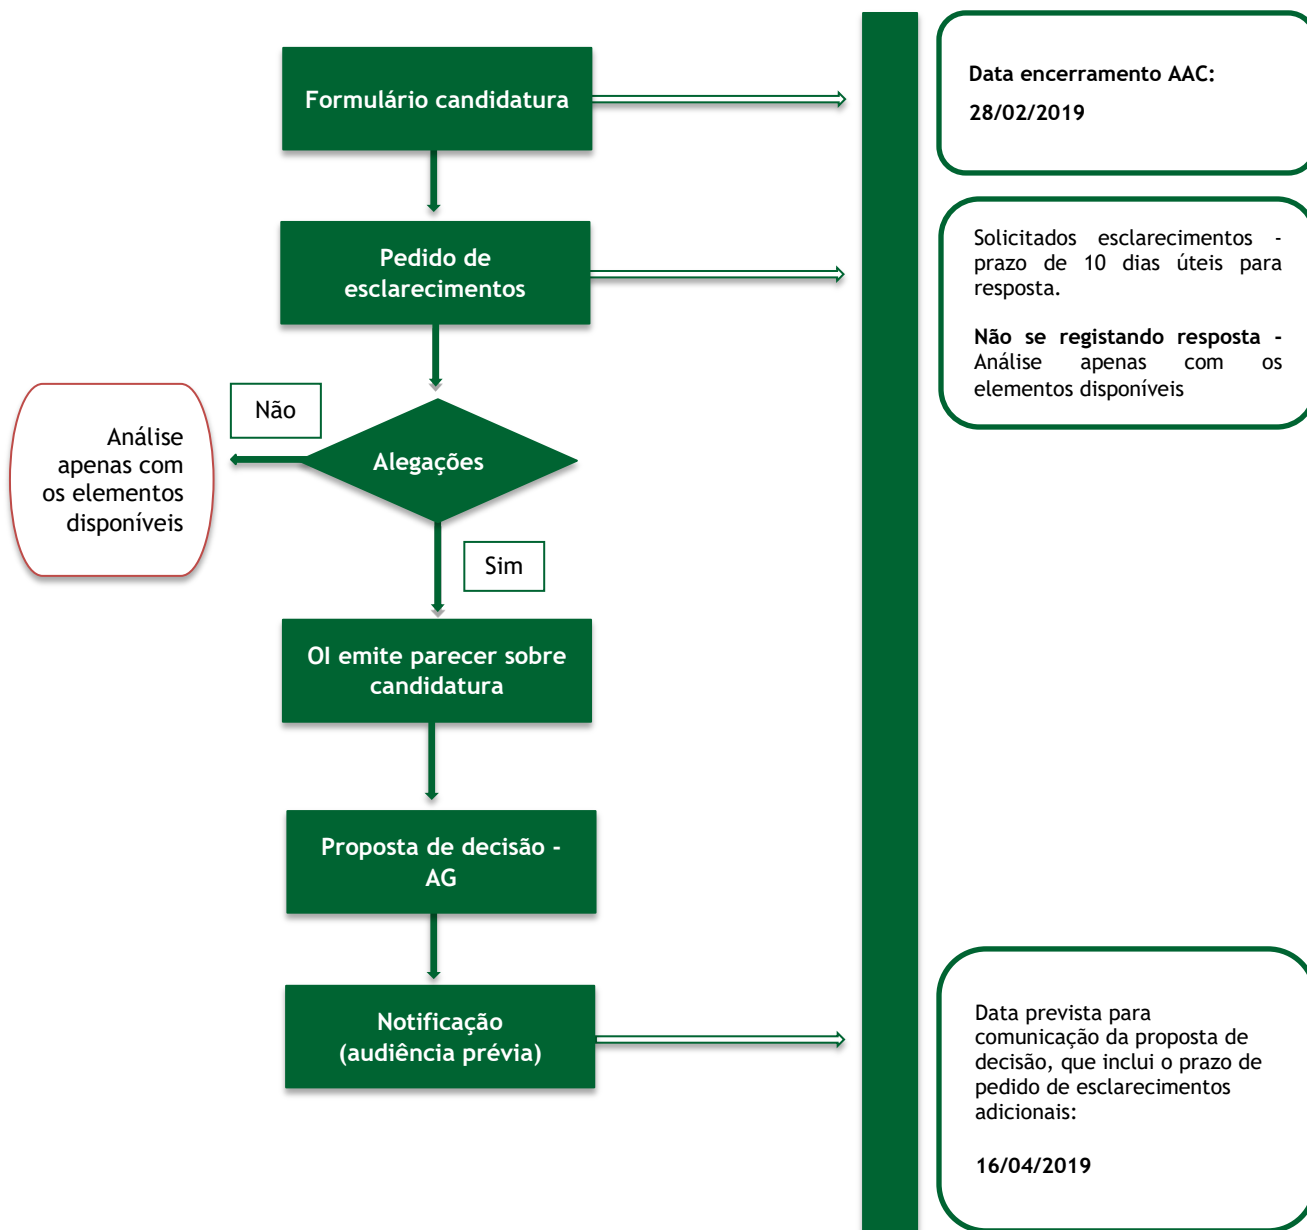 Formulário candidatura
Data encerramento AAC:
28/02/2019
Pedido de
esclarecimentos
Solicitados esclarecimentos -
prazo de 10 dias úteis para
resposta.
Não se registando resposta -
Análise apenas com os
elementos disponíveis
Não
Análise
apenas com
os elementos
disponíveis
Alegações
Sim
OI emite parecer sobre
candidatura
Proposta de decisão -
AG
Notificação
(audiência prévia)
Data prevista para
comunicação da proposta de
decisão, que inclui o prazo de
pedido de esclarecimentos
adicionais:
16/04/2019